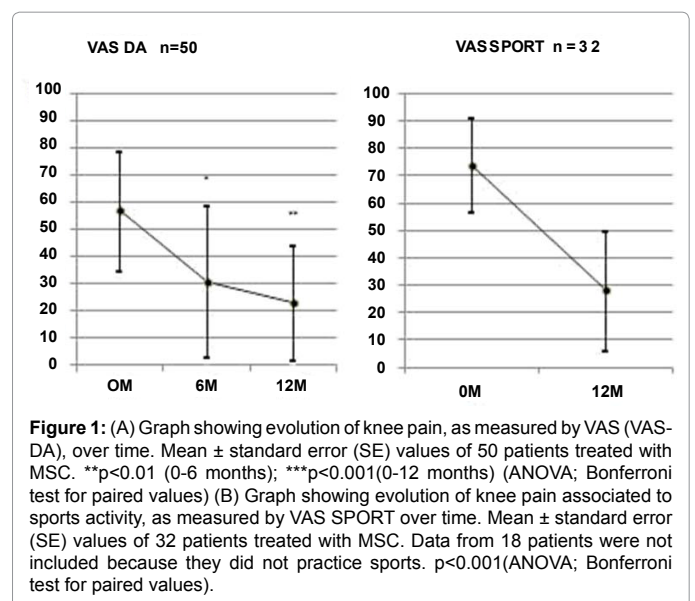 VAS DA n=50
VAS SPORT n = 3 2
100
90
80
70
60
50
40
30
20
10
0
OM
6M
12M
100
90
80
70
60
50
40
30
20
10
0
0M
12M
Figure 1: (A) Graph showing evolution of knee pain, as measured by VAS (VAS-
DA), over time. Mean ± standard error (SE) values of 50 patients treated with
MSC. **p<0.01 (0-6 months); ***p<0.001(0-12 months) (ANOVA; Bonferroni
test for paired values) (B) Graph showing evolution of knee pain associated to
sports activity, as measured by VAS SPORT over time. Mean ± standard error
(SE) values of 32 patients treated with MSC. Data from 18 patients were not
included because they did not practice sports. p<0.001(ANOVA; Bonferroni
test for paired values).